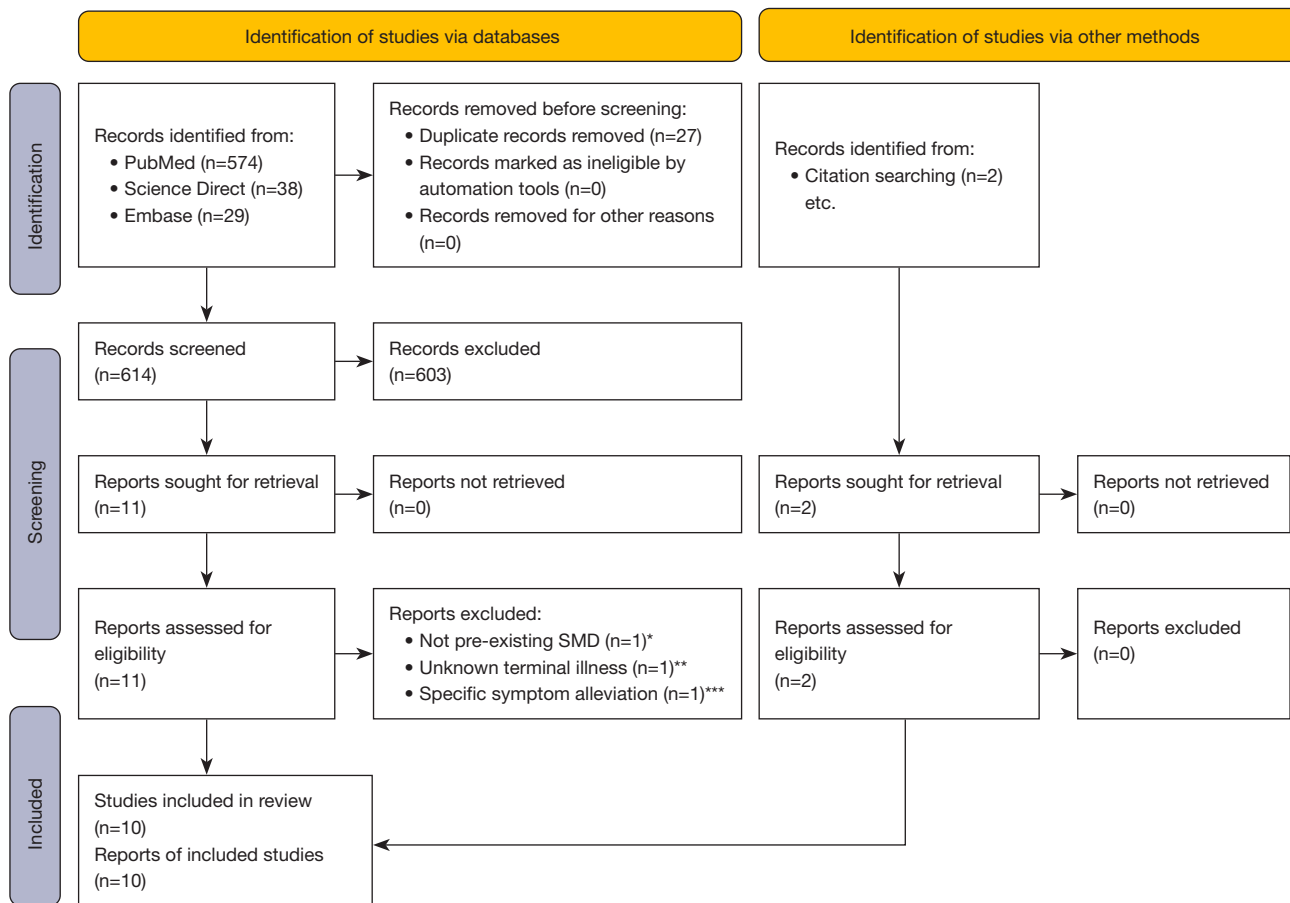 Identification of studies via databases
Identification of studies via other methods
Identification
Records identified from:
• PubMed (n=574)
• Science Direct (n=38)
• Embase (n=29)
Records removed before screening:
• Duplicate records removed (n=27)
• Records marked as ineligible by
automation tools (n=0)
• Records removed for other reasons
(n=0)
Records identified from:
• Citation searching (n=2)
etc.
Screening
Records screened
(n=614)
Records excluded
(n=603)
Reports sought for retrieval
(n=11)
Reports not retrieved
(n=0)
Reports sought for retrieval
(n=2)
Reports not retrieved
(n=0)
Reports assessed for
eligibility
(n=11)
Reports excluded:
• Not pre-existing SMD (n=1)*
• Unknown terminal illness (n=1)**
• Specific symptom alleviation (n=1)***
Reports assessed for
eligibility
(n=2)
Reports excluded
(n=0)
Included
Studies included in review
(n=10)
Reports of included studies
(n=10)